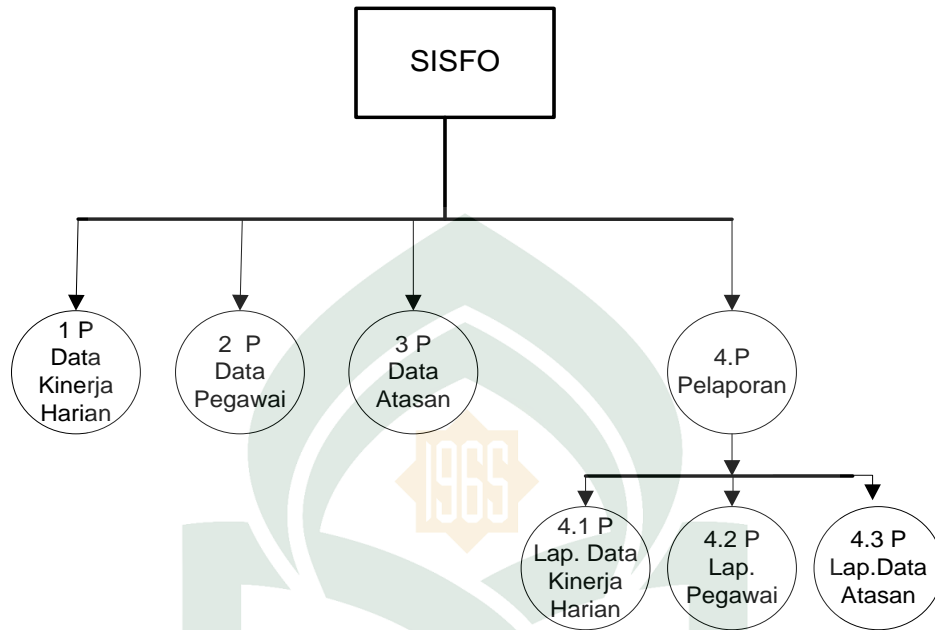 SISFO
1 P
Data
Kinerja
Harian
2 P
Data
Pegawai
3 P
Data
Atasan
4.P
Pelaporan
1965
4.1 P
Lap. Data
Kinerja
Harian
4.2 P
Lap.
Pegawai
4.3 P
Lap.Data
Atasan